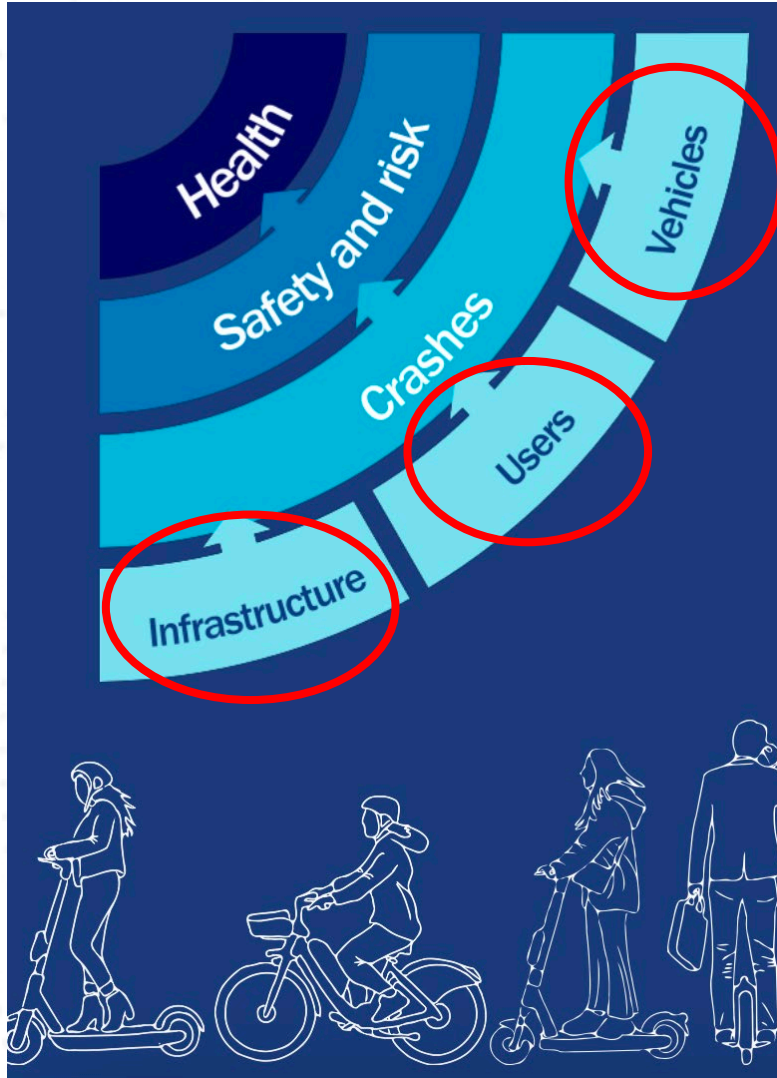 Health
Safety and risk
Crashes
Vehicles
Users
Infrastructure